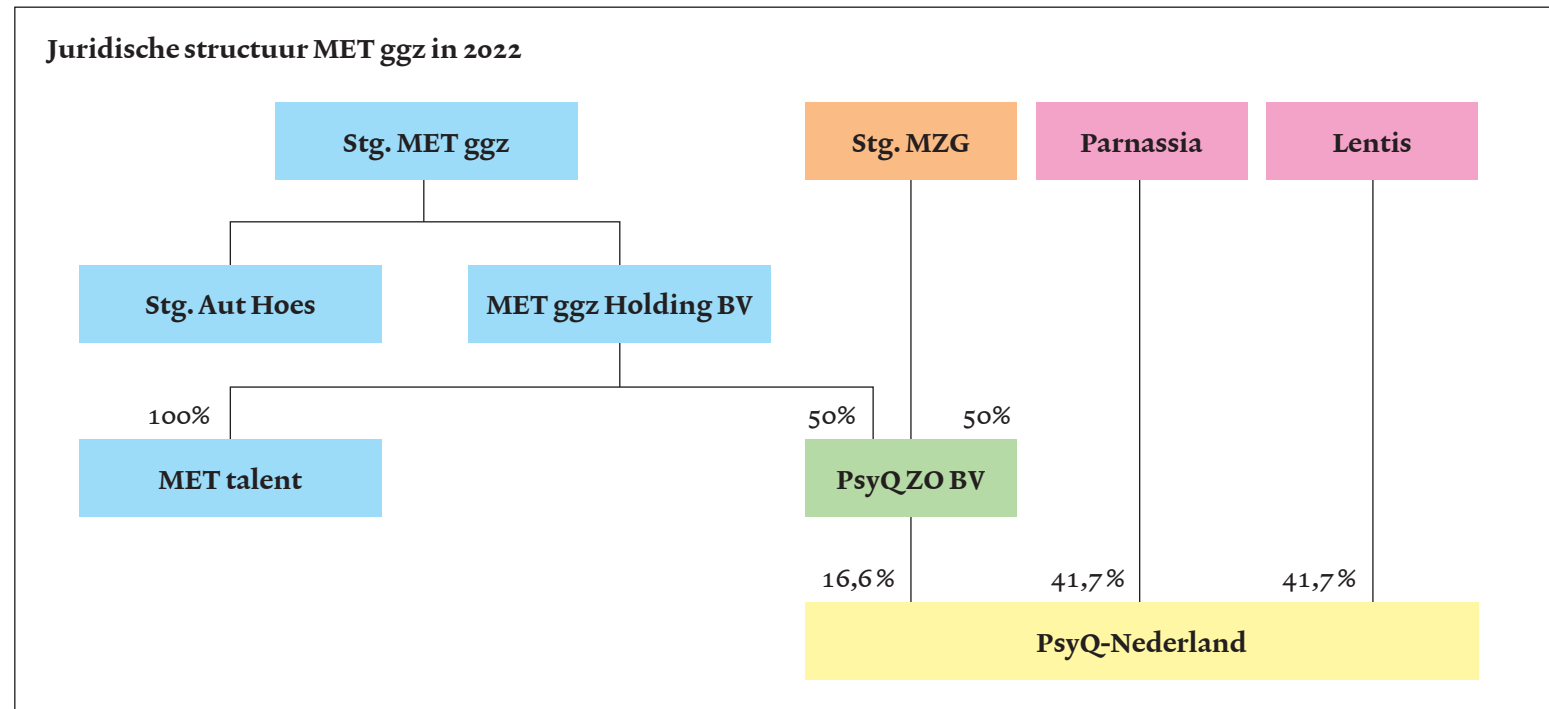 Juridische structuur MET ggz in 2022
Stg. MET ggz
Stg. MZG
Parnassia
Lentis
Stg. Aut Hoes
MET ggz Holding BV
100%
50%
50%
MET talent
PsyQ ZO BV
16,6%
41,7%
41,7%
PsyQ-Nederland